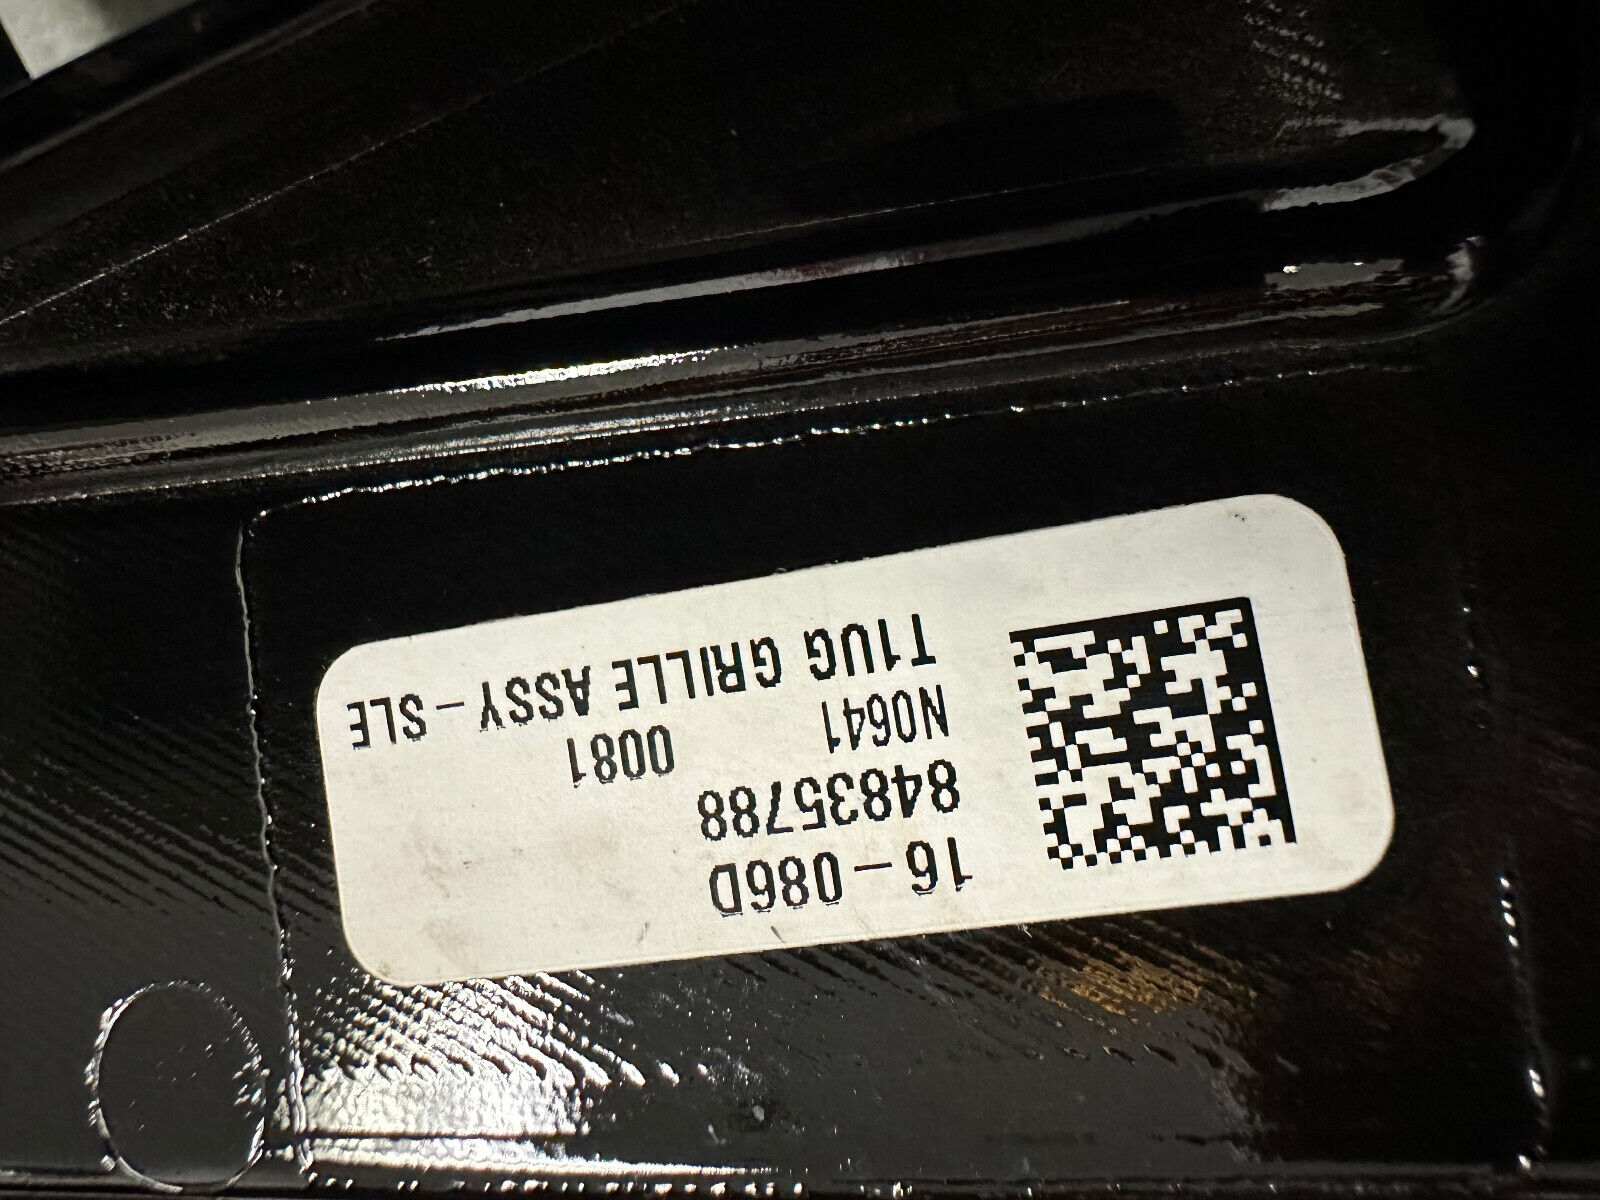 16-086D
84835788
N0641 0081
T1UG GRILLE ASSY - SLE